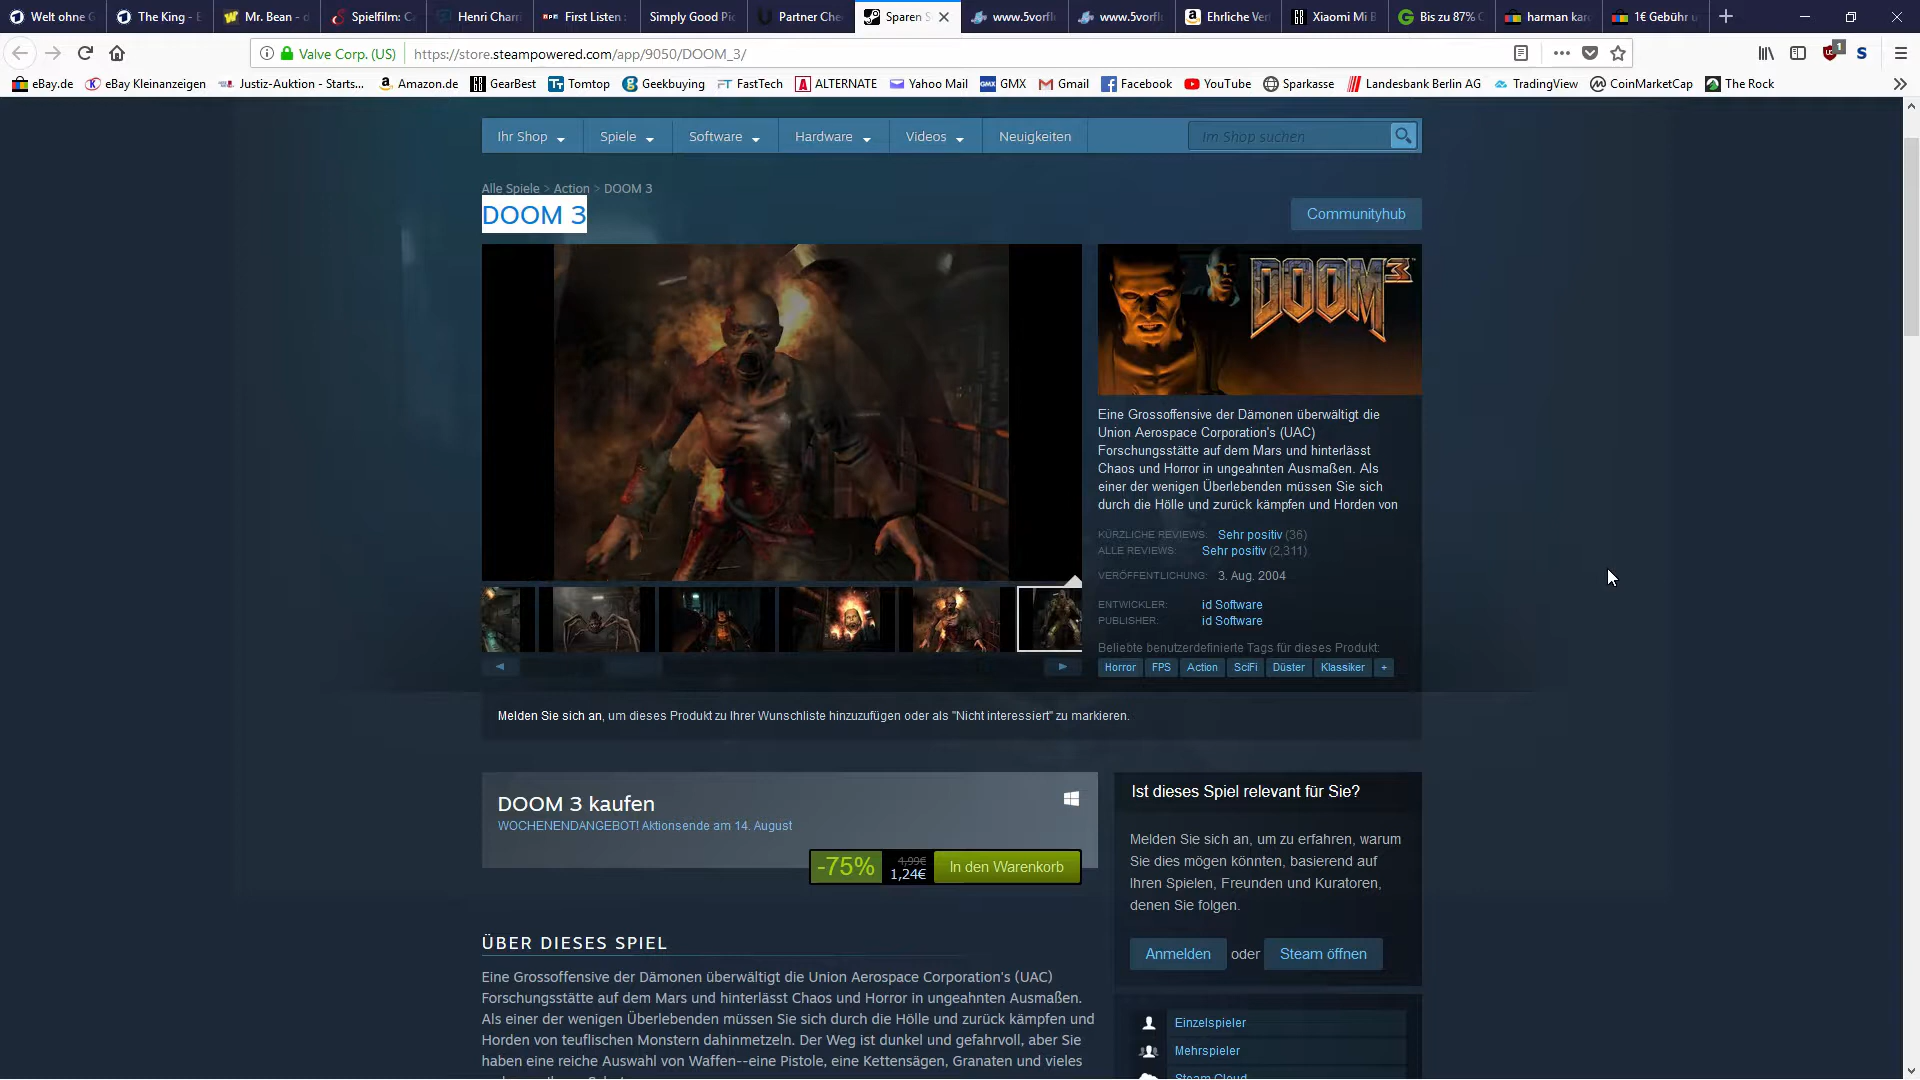 Welt ohne G
The King - E
Mr. Bean - d
Spielfilm: Ca
Henri Charri
First Listen :
Simply Good Pic
Partner Che
Sparen S
www.5vorfl
www.5vorfl
Ehrliche Ver
Xiaomi Mi B
Bis zu 87% C
harman kar
1€ Gebühr u
Valve Corp. (US)
https://store.steampowered.com/app/9050/DOOM_3/
1
S
eBay.de
eBay Kleinanzeigen
Justiz-Auktion - Starts...
Amazon.de
GearBest
Tomtop
Geekbuying
FastTech
ALTERNATE
Yahoo Mail
GMX
Gmail
Facebook
YouTube
Sparkasse
Landesbank Berlin AG
TradingView
CoinMarketCap
The Rock
Ihr Shop
Spiele
Software
Hardware
Videos
Neuigkeiten
Im Shop suchen
Alle Spiele > Action > DOOM 3
DOOM 3
Communityhub
DOOM 3
Eine Grossoffensive der Dämonen überwältigt die
Union Aerospace Corporation's (UAC)
Forschungsstätte auf dem Mars und hinterlässt
Chaos und Horror in ungeahnten Ausmaßen. Als
einer der wenigen Überlebenden müssen Sie sich
durch die Hölle und zurück kämpfen und Horden von
KÜRZLICHE REVIEWS: Sehr positiv (36)
ALLE REVIEWS: Sehr positiv (2,311)
VERÖFFENTLICHUNG: 3. Aug. 2004
ENTWICKLER: id Software
PUBLISHER: id Software
Beliebte benutzerdefinierte Tags für dieses Produkt:
Horror FPS Action SciFi Düster Klassiker +
Melden Sie sich an, um dieses Produkt zu Ihrer Wunschliste hinzuzufügen oder als "Nicht interessiert" zu markieren.
DOOM 3 kaufen
WOCHENENDANGEBOT! Aktionsende am 14. August
-75%
4,99€
1,24€
In den Warenkorb
Ist dieses Spiel relevant für Sie?
Melden Sie sich an, um zu erfahren, warum
Sie dies mögen könnten, basierend auf
Ihren Spielen, Freunden und Kuratoren,
denen Sie folgen.
Anmelden oder Steam öffnen
ÜBER DIESES SPIEL
Eine Grossoffensive der Dämonen überwältigt die Union Aerospace Corporation's (UAC)
Forschungsstätte auf dem Mars und hinterlässt Chaos und Horror in ungeahnten Ausmaßen.
Als einer der wenigen Überlebenden müssen Sie sich durch die Hölle und zurück kämpfen und
Horden von teuflischen Monstern dahinmetzeln. Der Weg ist dunkel und gefahrvoll, aber Sie
haben eine reiche Auswahl von Waffen--eine Pistole, eine Kettensägen, Granaten und vieles
Einzelspieler
Mehrspieler
Steam Cloud